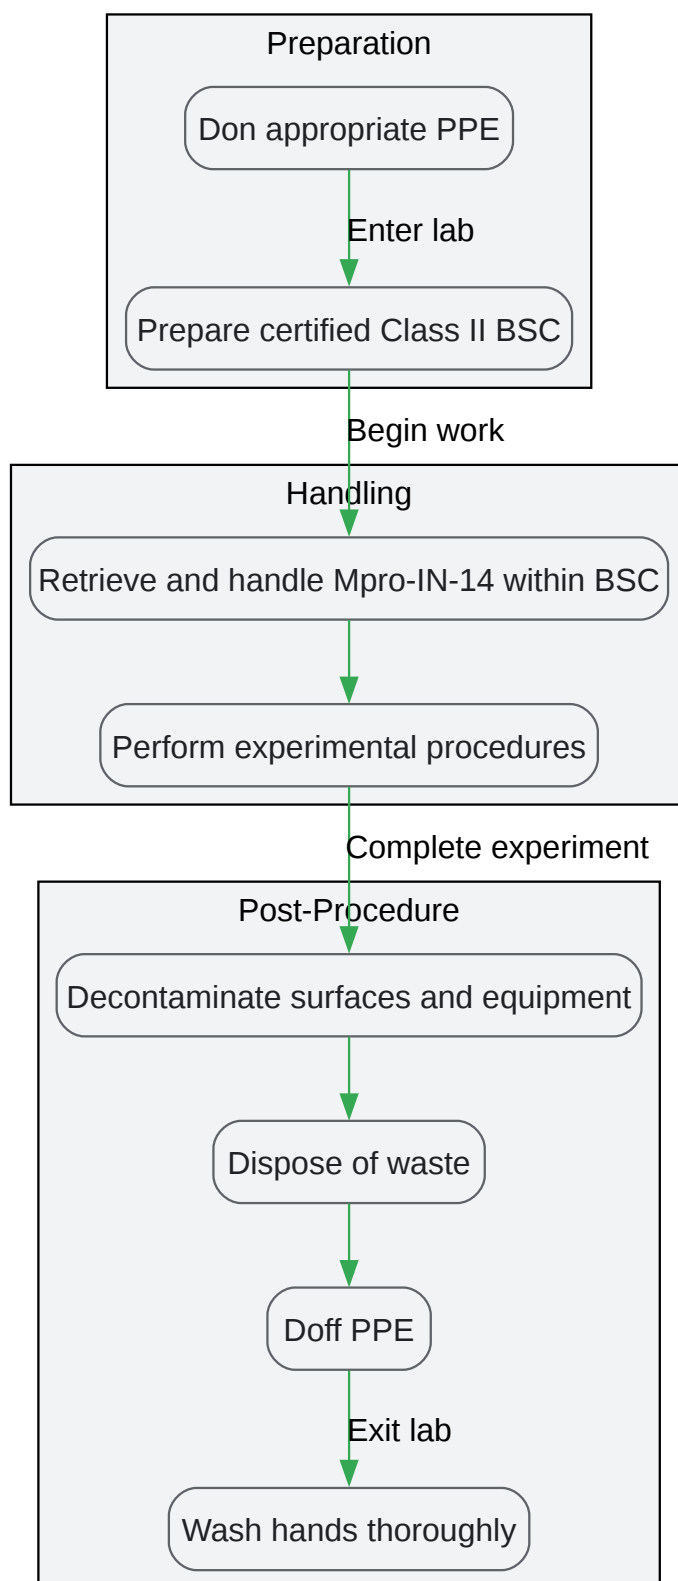 Preparation
Don appropriate PPE
Enter lab
Prepare certified Class II BSC
Begin work
Handling
Retrieve and handle Mpro-IN-14 within BSC
Perform experimental procedures
Complete experiment
Post-Procedure
Decontaminate surfaces and equipment
Dispose of waste
Doff PPE
Exit lab
Wash hands thoroughly